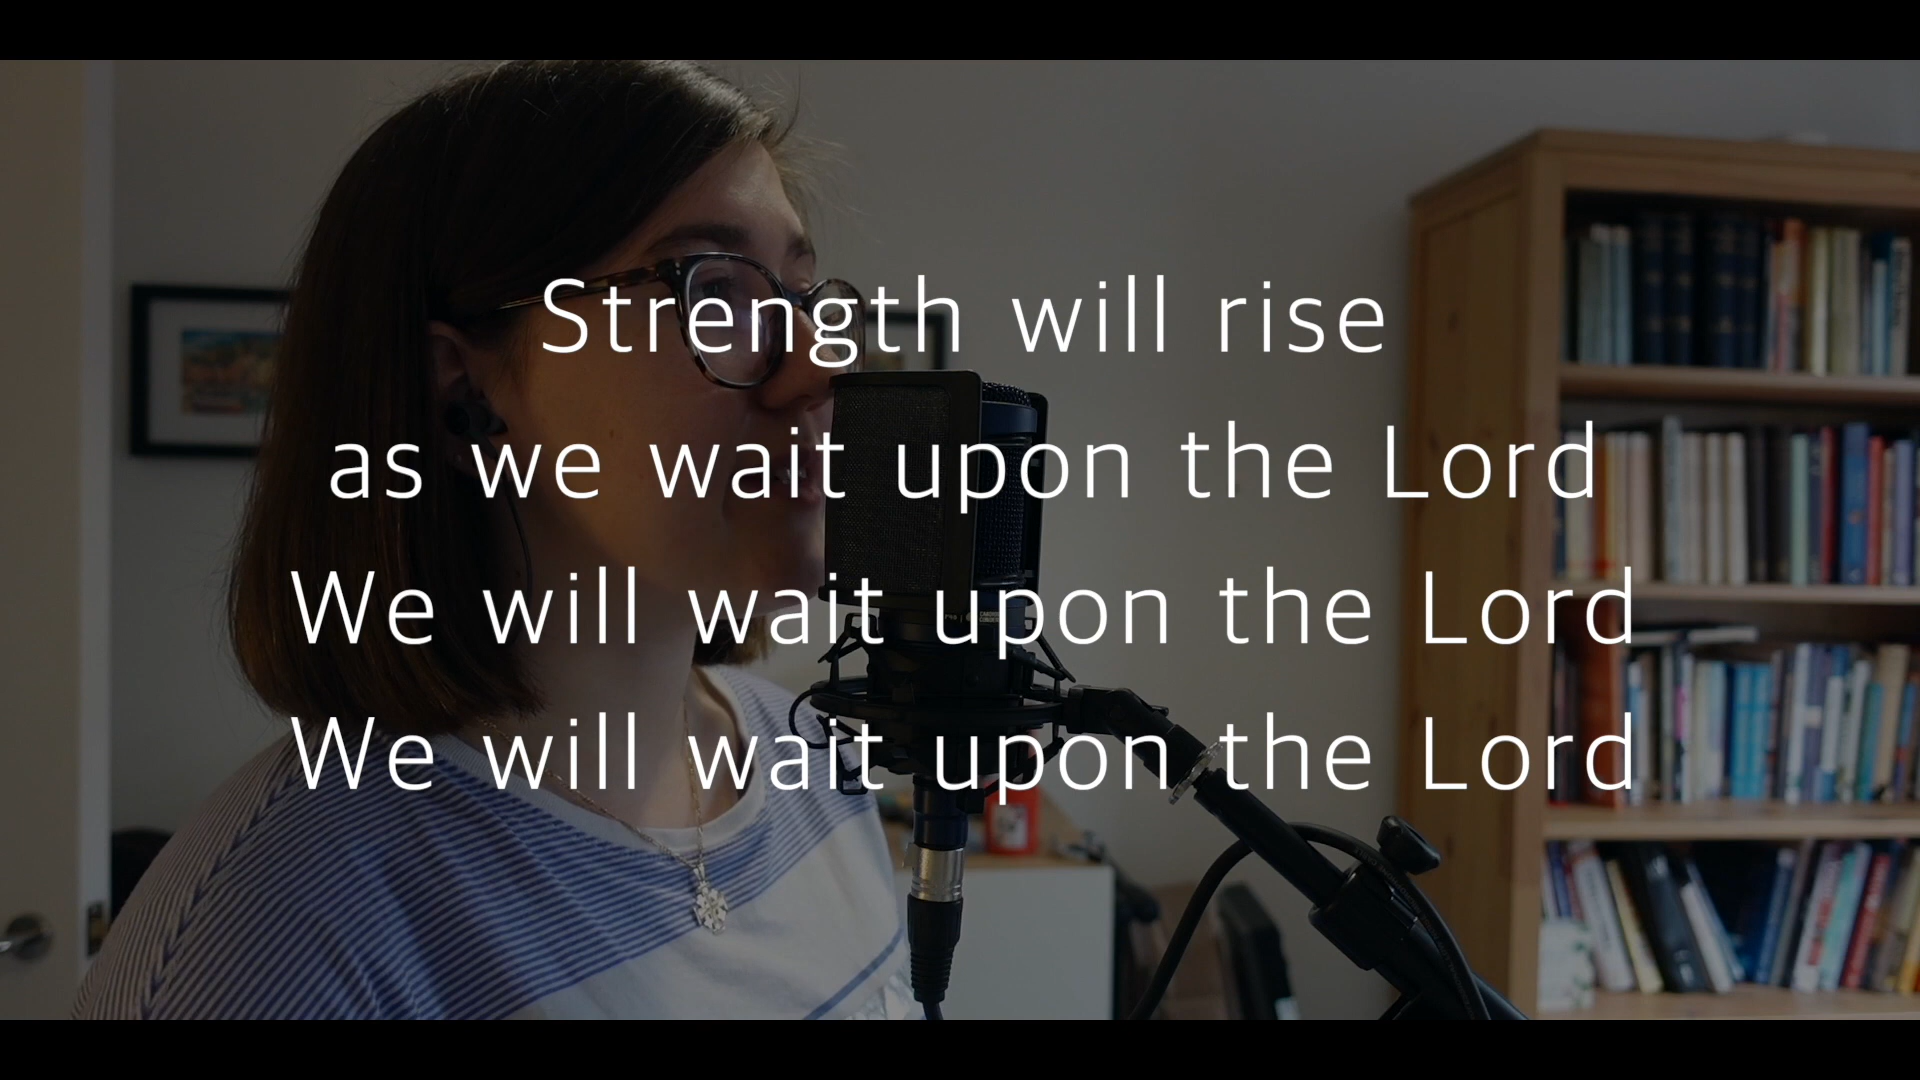 Strength will rise
as we wait upon the Lord
We will wait upon the Lord
We will wait upon the Lord